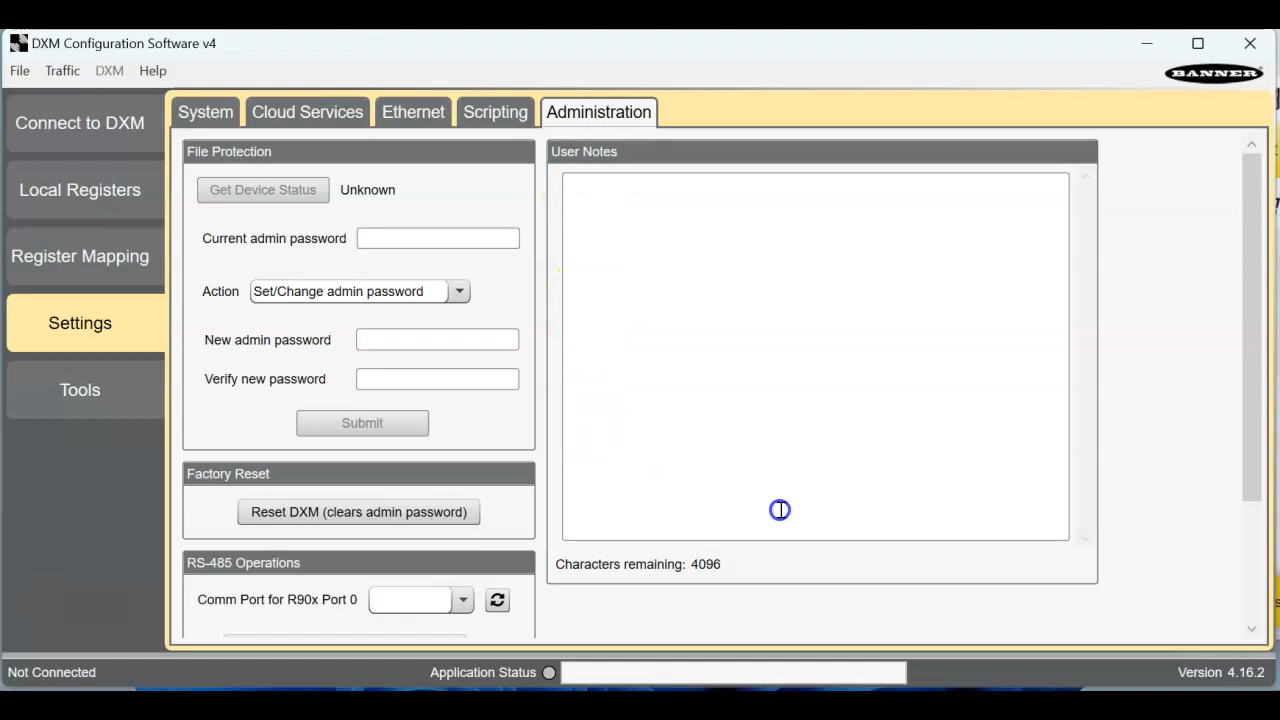 DXM Configuration Software v4
File Traffic DXM Help
BANNER
Connect to DXM
Local Registers
Register Mapping
Settings
Tools
System Cloud Services Ethernet Scripting Administration
File Protection
Get Device Status Unknown
Current admin password
Action Set/Change admin password
New admin password
Verify new password
Submit
Factory Reset
Reset DXM (clears admin password)
RS-485 Operations
Comm Port for R90x Port 0
User Notes
Characters remaining: 4096
Not Connected
Application Status
Version 4.16.2